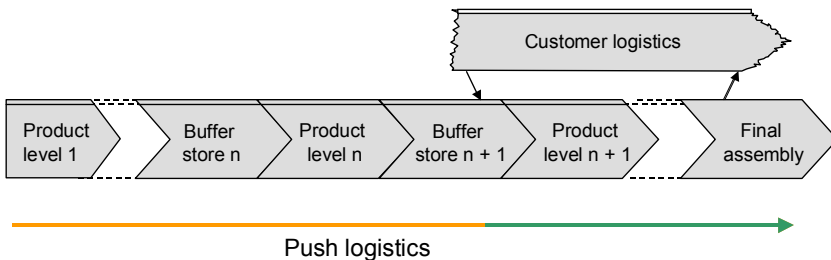 Customer logistics
Product
level 1
Buffer
store n
Product
level n
Buffer
store n + 1
Product
level n + 1
Final
assembly
Push logistics